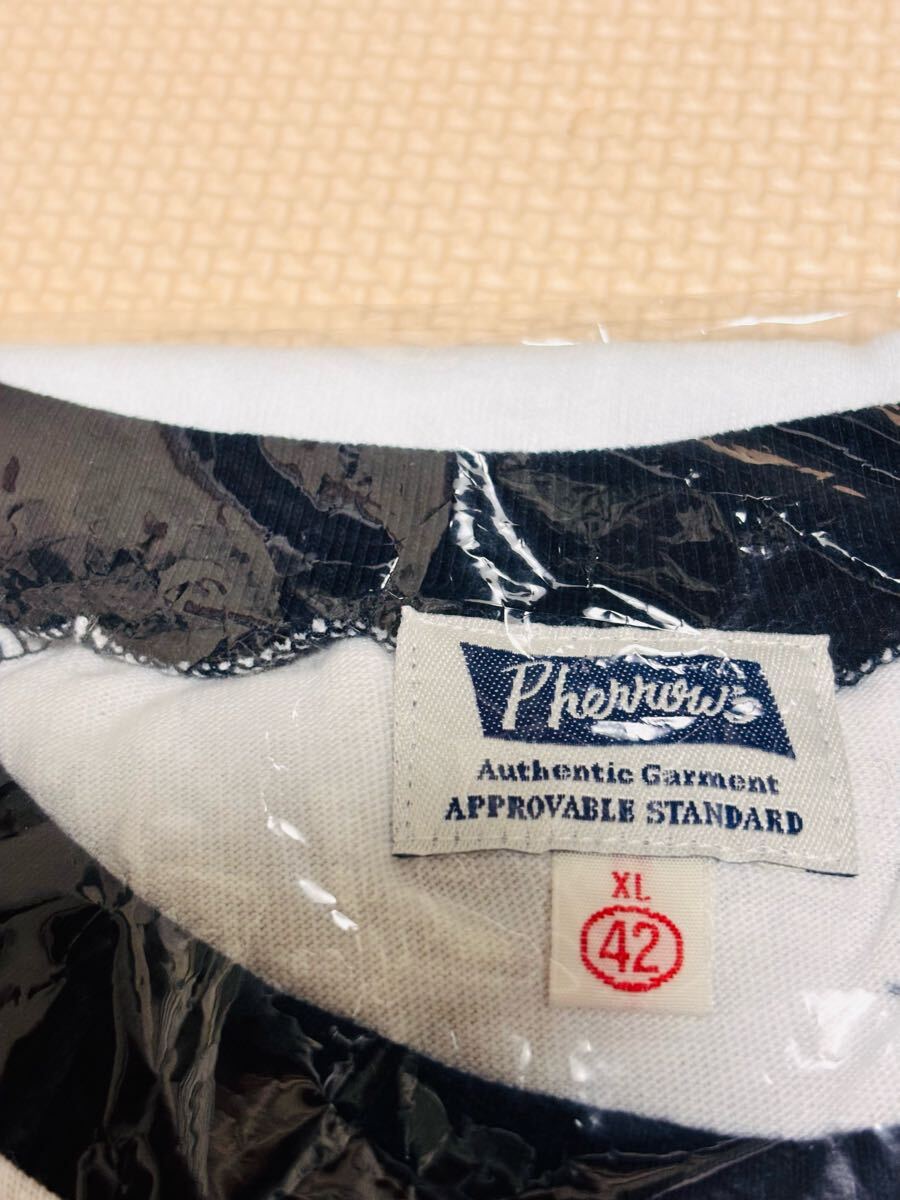 Pherrow's
Authentic Garment
APPROVABLE STANDARD
XL
42